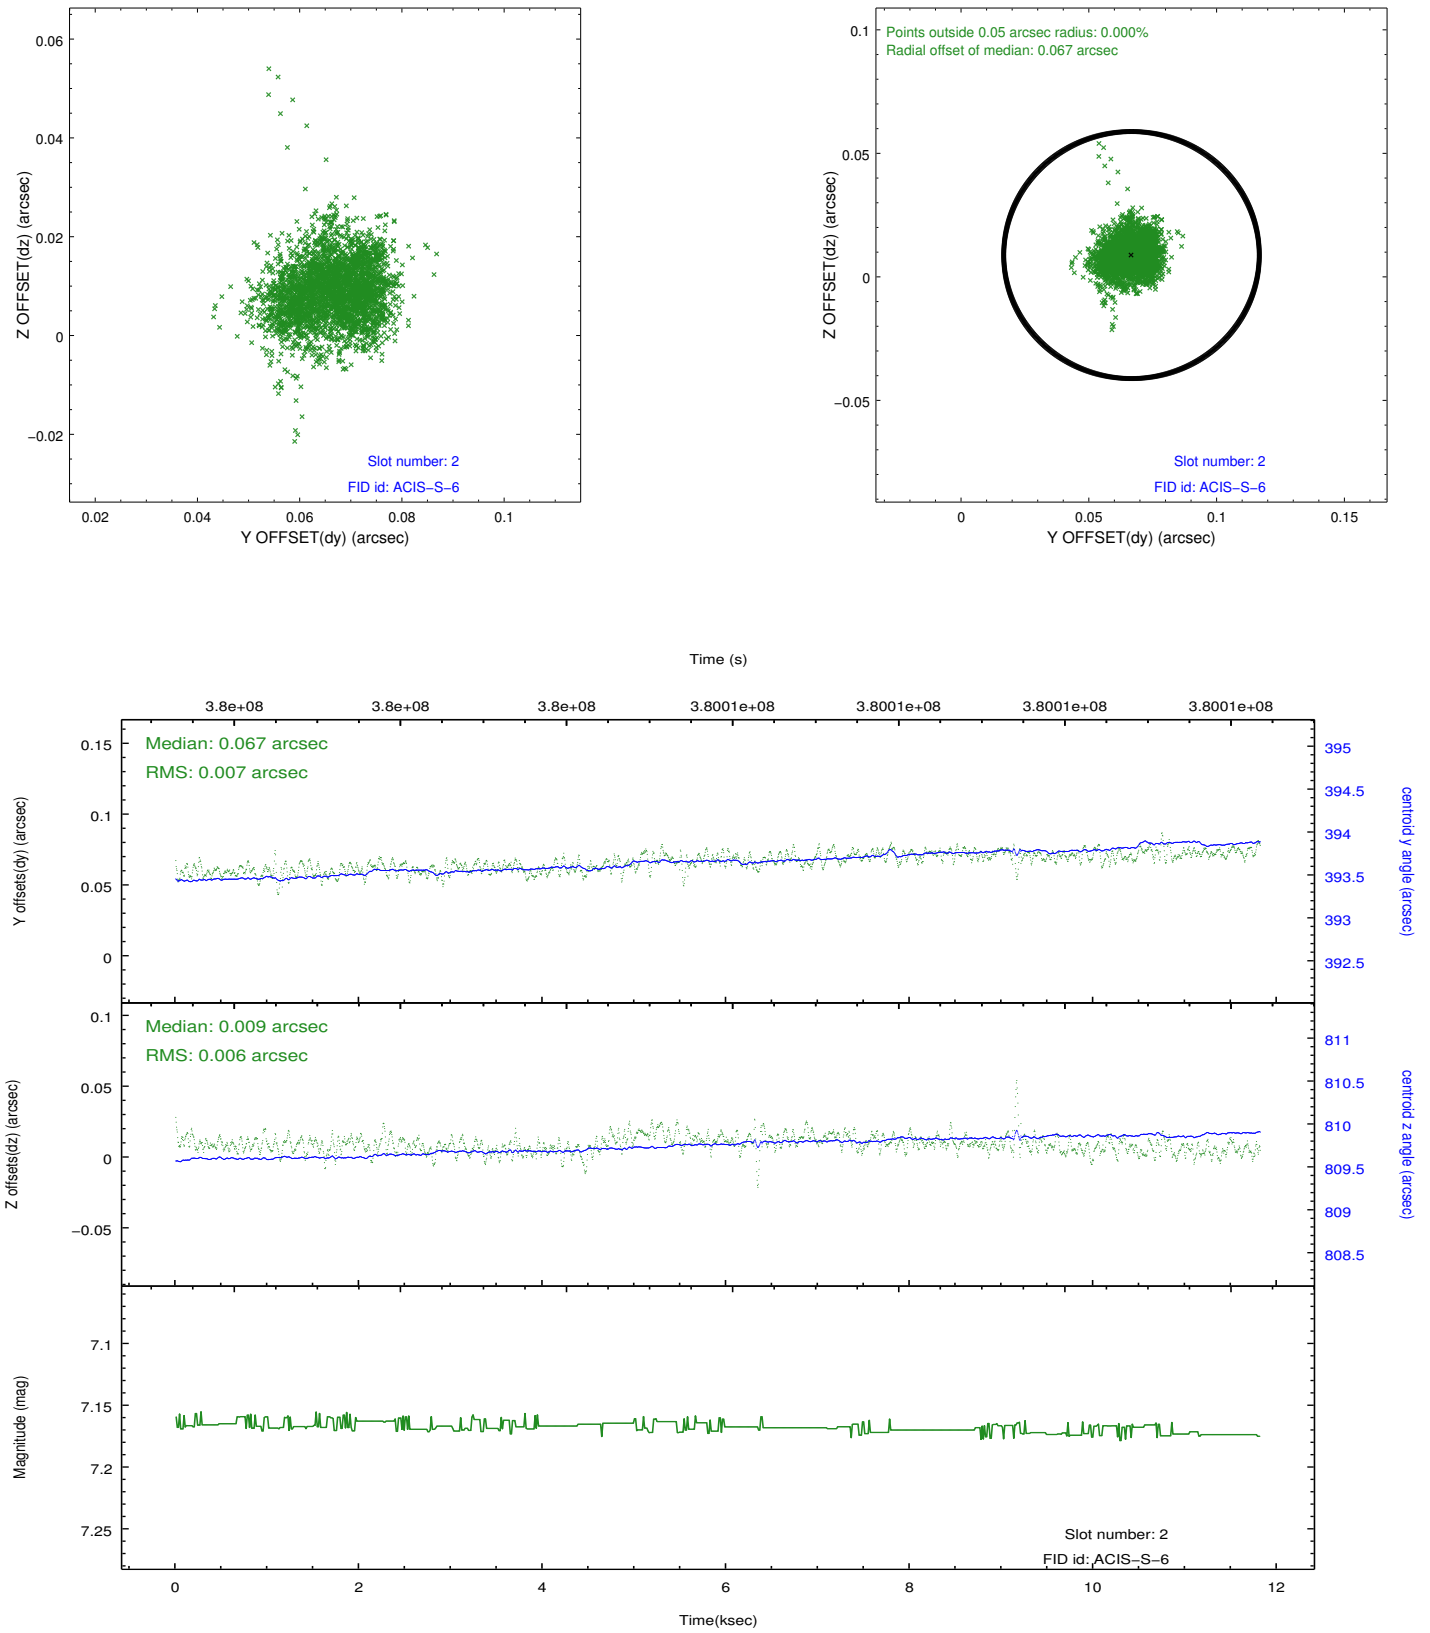 0.06
0.04
0.02
0
−0.02
Z OFFSET(dz) (arcsec)
Slot number: 2
FID id: ACIS−S−6
0.02 0.04 0.06 0.08 0.1
Y OFFSET(dy) (arcsec)
Points outside 0.05 arcsec radius: 0.000%
Radial offset of median: 0.067 arcsec
0.1
0.05
0
−0.05
Z OFFSET(dz) (arcsec)
Slot number: 2
FID id: ACIS−S−6
0 0.05 0.1 0.15
Y OFFSET(dy) (arcsec)
Time (s)
3.8e+08 3.8e+08 3.8e+08 3.8001e+08 3.8001e+08 3.8001e+08 3.8001e+08
Median: 0.067 arcsec
RMS: 0.007 arcsec
0.15
0.1
0.05
0
Y offsets(dy) (arcsec)
395
394.5
394
393.5
393
392.5
centroid y angle (arcsec)
Median: 0.009 arcsec
RMS: 0.006 arcsec
0.1
0.05
0
−0.05
Z offsets(dz) (arcsec)
811
810.5
810
809.5
809
808.5
centroid z angle (arcsec)
7.1
7.15
7.2
7.25
Magnitude (mag)
Slot number: 2
FID id: ACIS−S−6
0 2 4 6 8 10 12
Time(ksec)